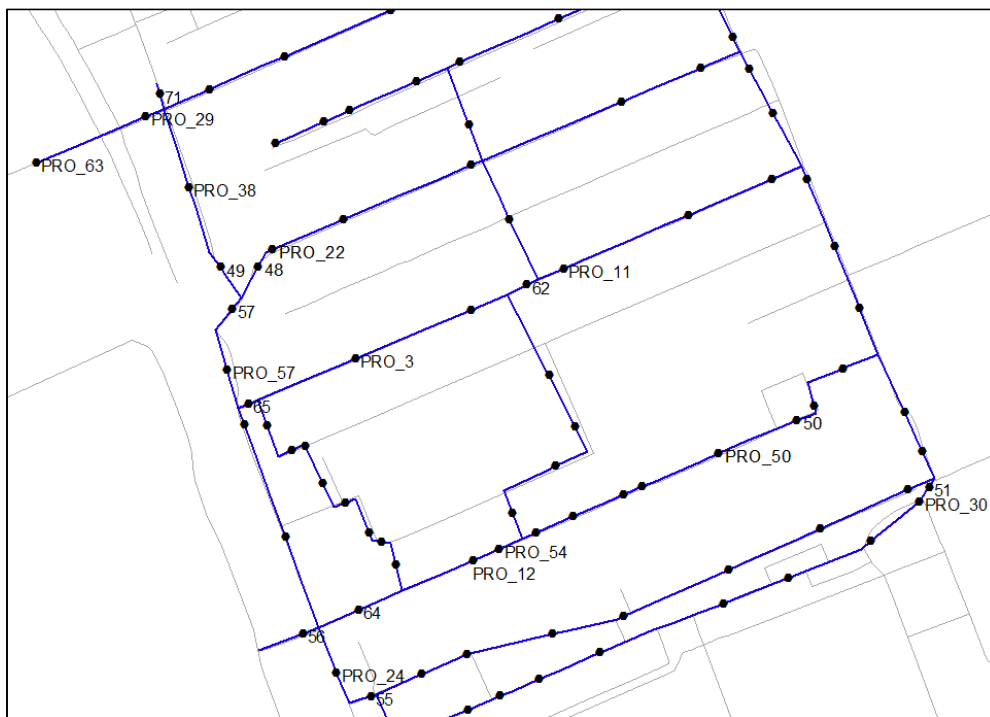 71
PRO_29
PRO_63
PRO_38
PRO_22
49
48
PRO_11
62
57
PRO_3
PRO_57
65
50
PRO_50
51
PRO_30
PRO_54
PRO_12
64
56
PRO_24
55